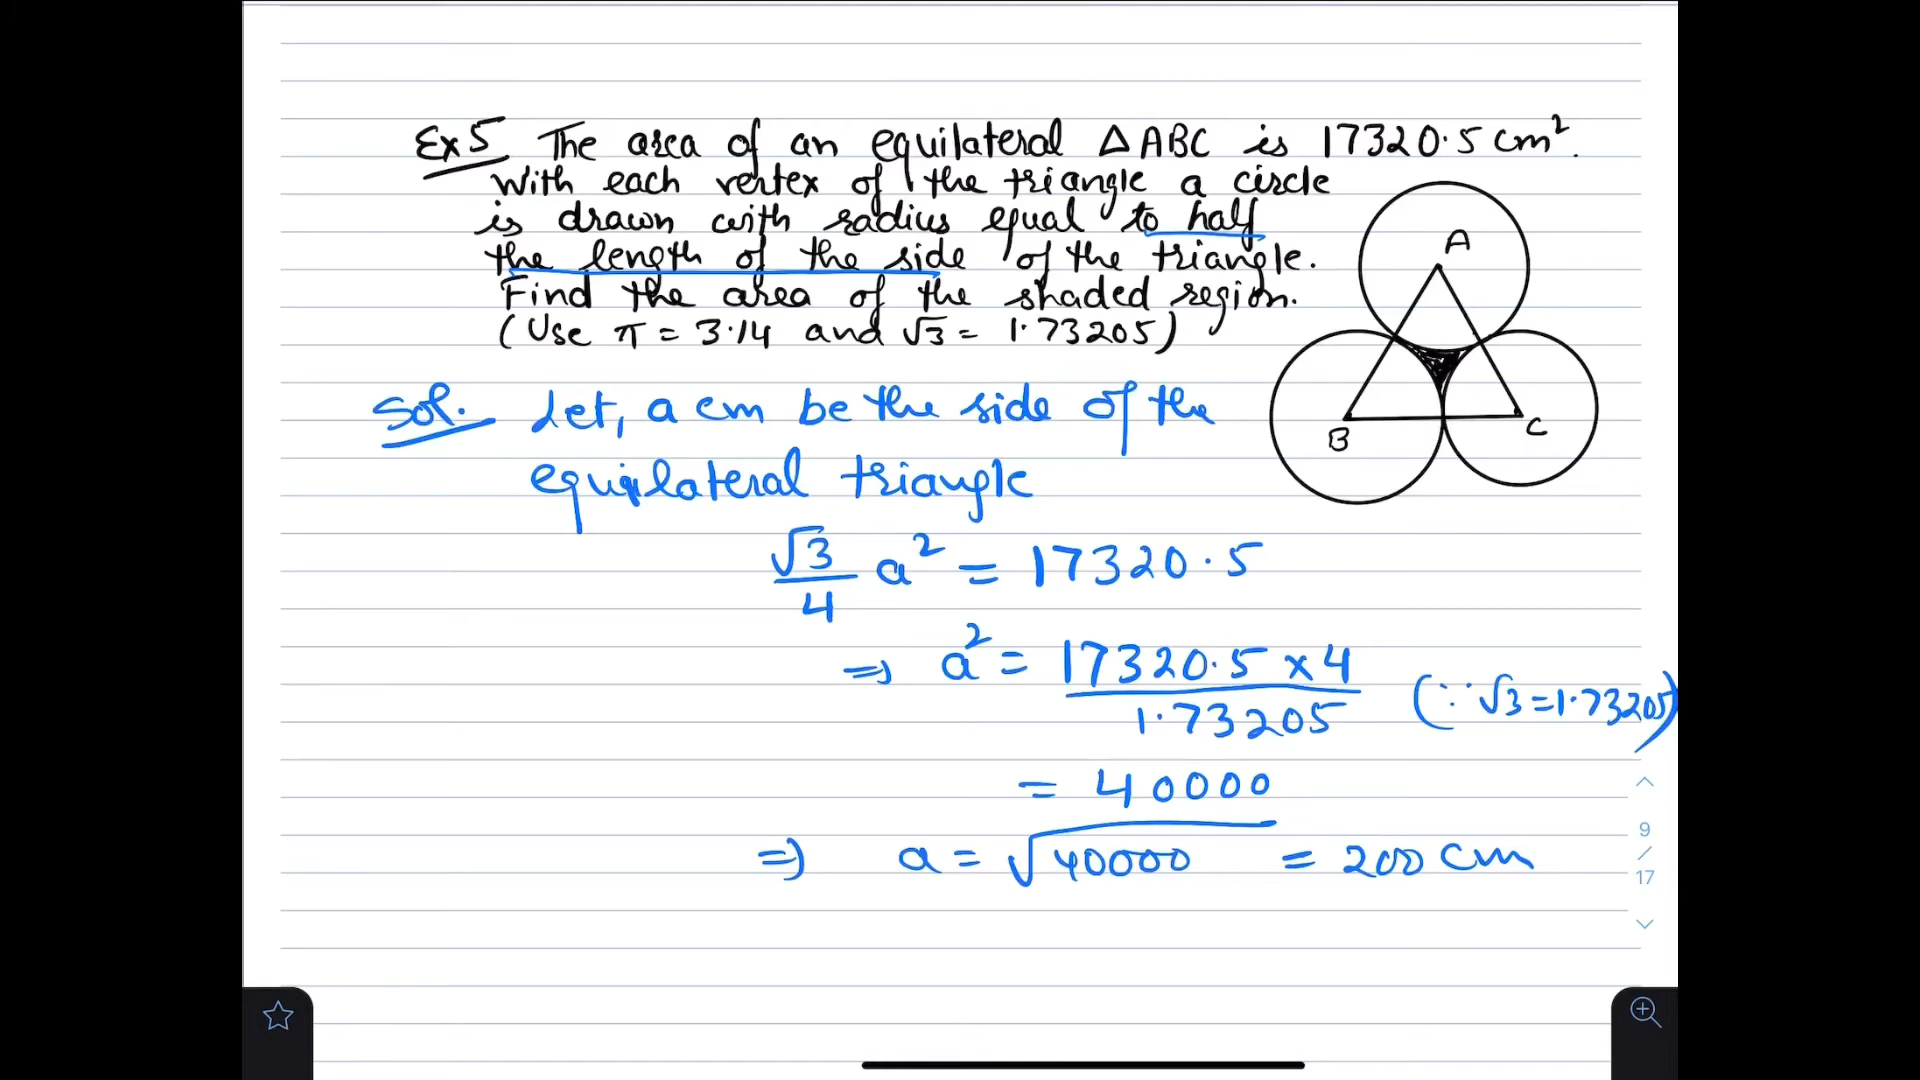 Ex 5 The area of an equilateral △ABC is 17320.5 cm².
With each vertex of the triangle a circle
is drawn with radius equal to half
the length of the side of the triangle.
Find the area of the shaded region.
(Use π = 3.14 and √3 = 1.73205)
A
B
C
Sol. Let, a cm be the side of the
equilateral triangle
√3/4 a² = 17320.5
⇒ a² = 17320.5 × 4 / 1.73205 (∵ √3 = 1.73205)
= 40000
⇒ a = √40000 = 200 cm
9
/
17